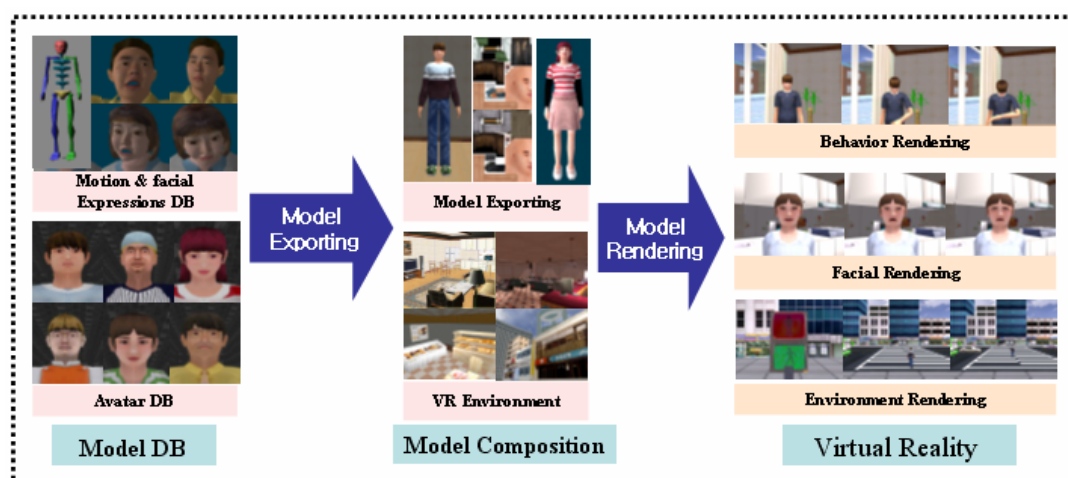 Motion & facial
Expressions DB
Avatar DB
Model DB
Model
Exporting
Model Exporting
VR Environment
Model Composition
Model
Rendering
Behavior Rendering
Facial Rendering
Environment Rendering
Virtual Reality